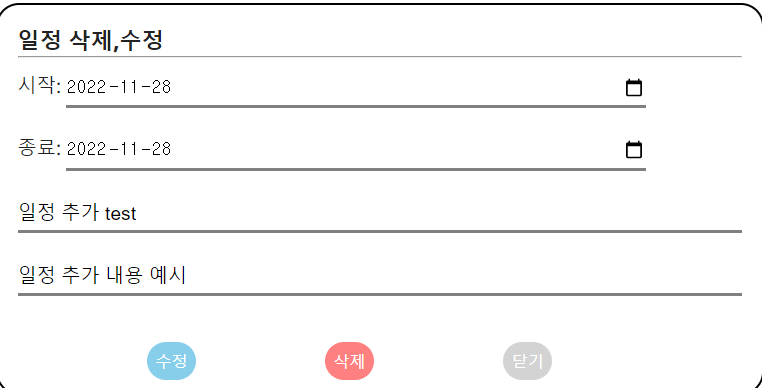 일정 삭제,수정
시작: 2022-11-28
종료: 2022-11-28
일정 추가 test
일정 추가 내용 예시
수정 삭제 닫기